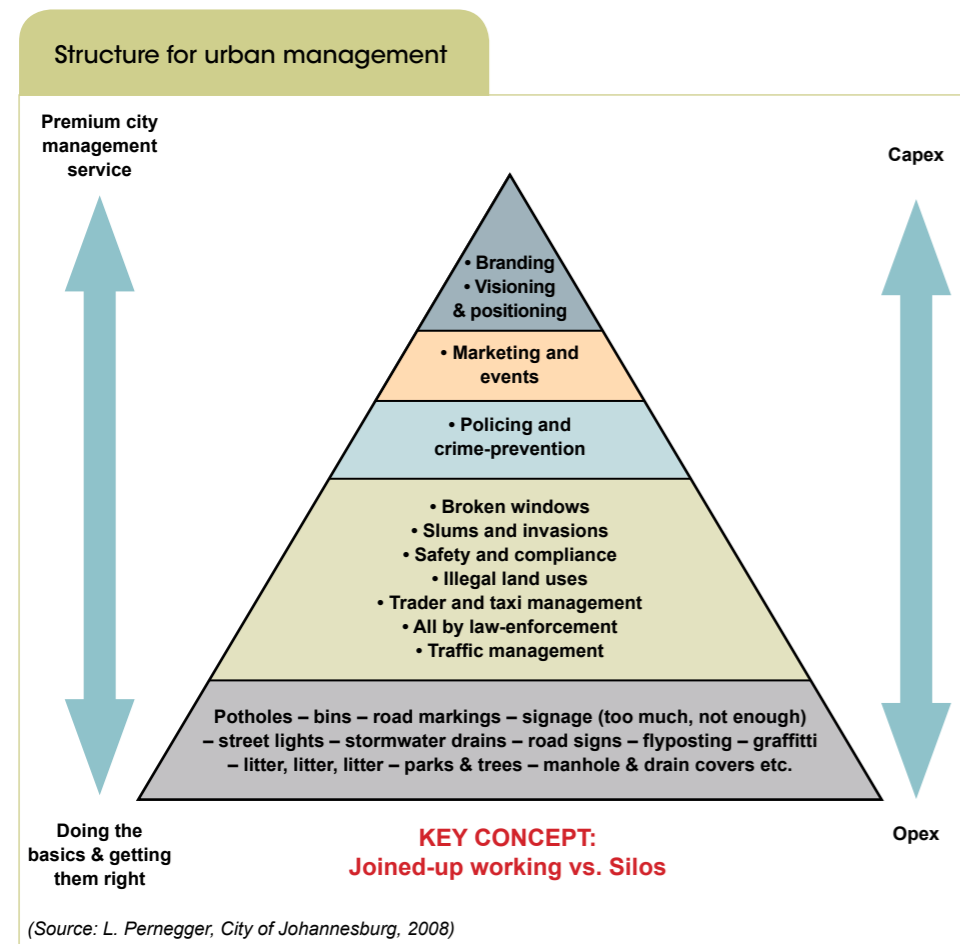 Structure for urban management
Premium city
management
service
Capex
• Branding
• Visioning
& positioning
• Marketing and
events
• Policing and
crime-prevention
• Broken windows
• Slums and invasions
• Safety and compliance
• Illegal land uses
• Trader and taxi management
• All by law-enforcement
• Traffic management
Potholes – bins – road markings – signage (too much, not enough)
– street lights – stormwater drains – road signs – flyposting – graffitti
– litter, litter, litter – parks & trees – manhole & drain covers etc.
Doing the
basics & getting
them right
KEY CONCEPT:
Joined-up working vs. Silos
Opex
(Source: L. Pernegger, City of Johannesburg, 2008)